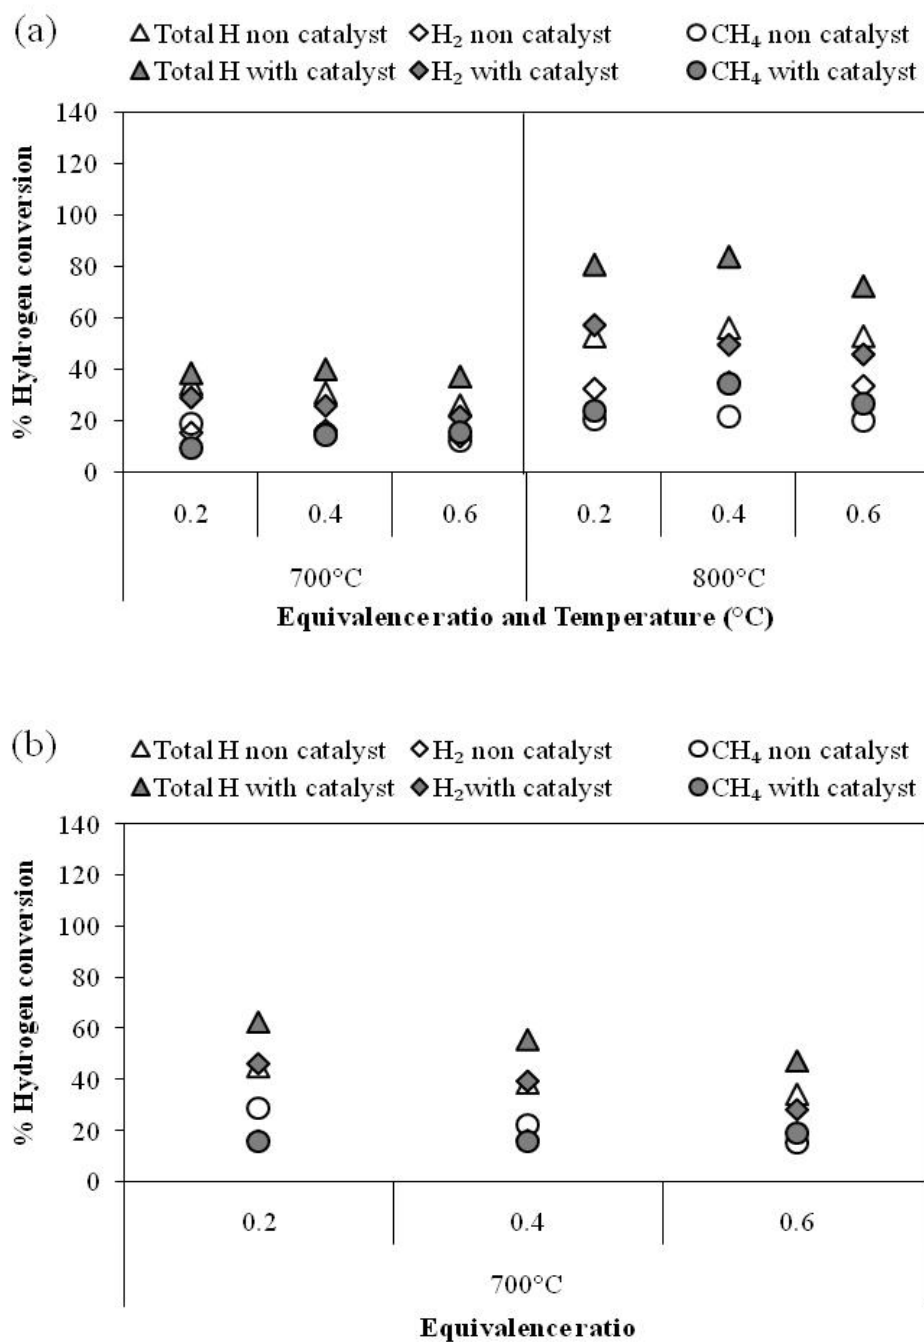 (a)
Total H non catalyst H₂ non catalyst CH₄ non catalyst
Total H with catalyst H₂ with catalyst CH₄ with catalyst
140
120
100
80
60
40
20
0
% Hydrogen conversion
0.2 0.4 0.6 0.2 0.4 0.6
700°C 800°C
Equivalence ratio and Temperature (°C)
(b)
Total H non catalyst H₂ non catalyst CH₄ non catalyst
Total H with catalyst H₂with catalyst CH₄ with catalyst
140
120
100
80
60
40
20
0
% Hydrogen conversion
0.2 0.4 0.6
700°C
Equivalence ratio